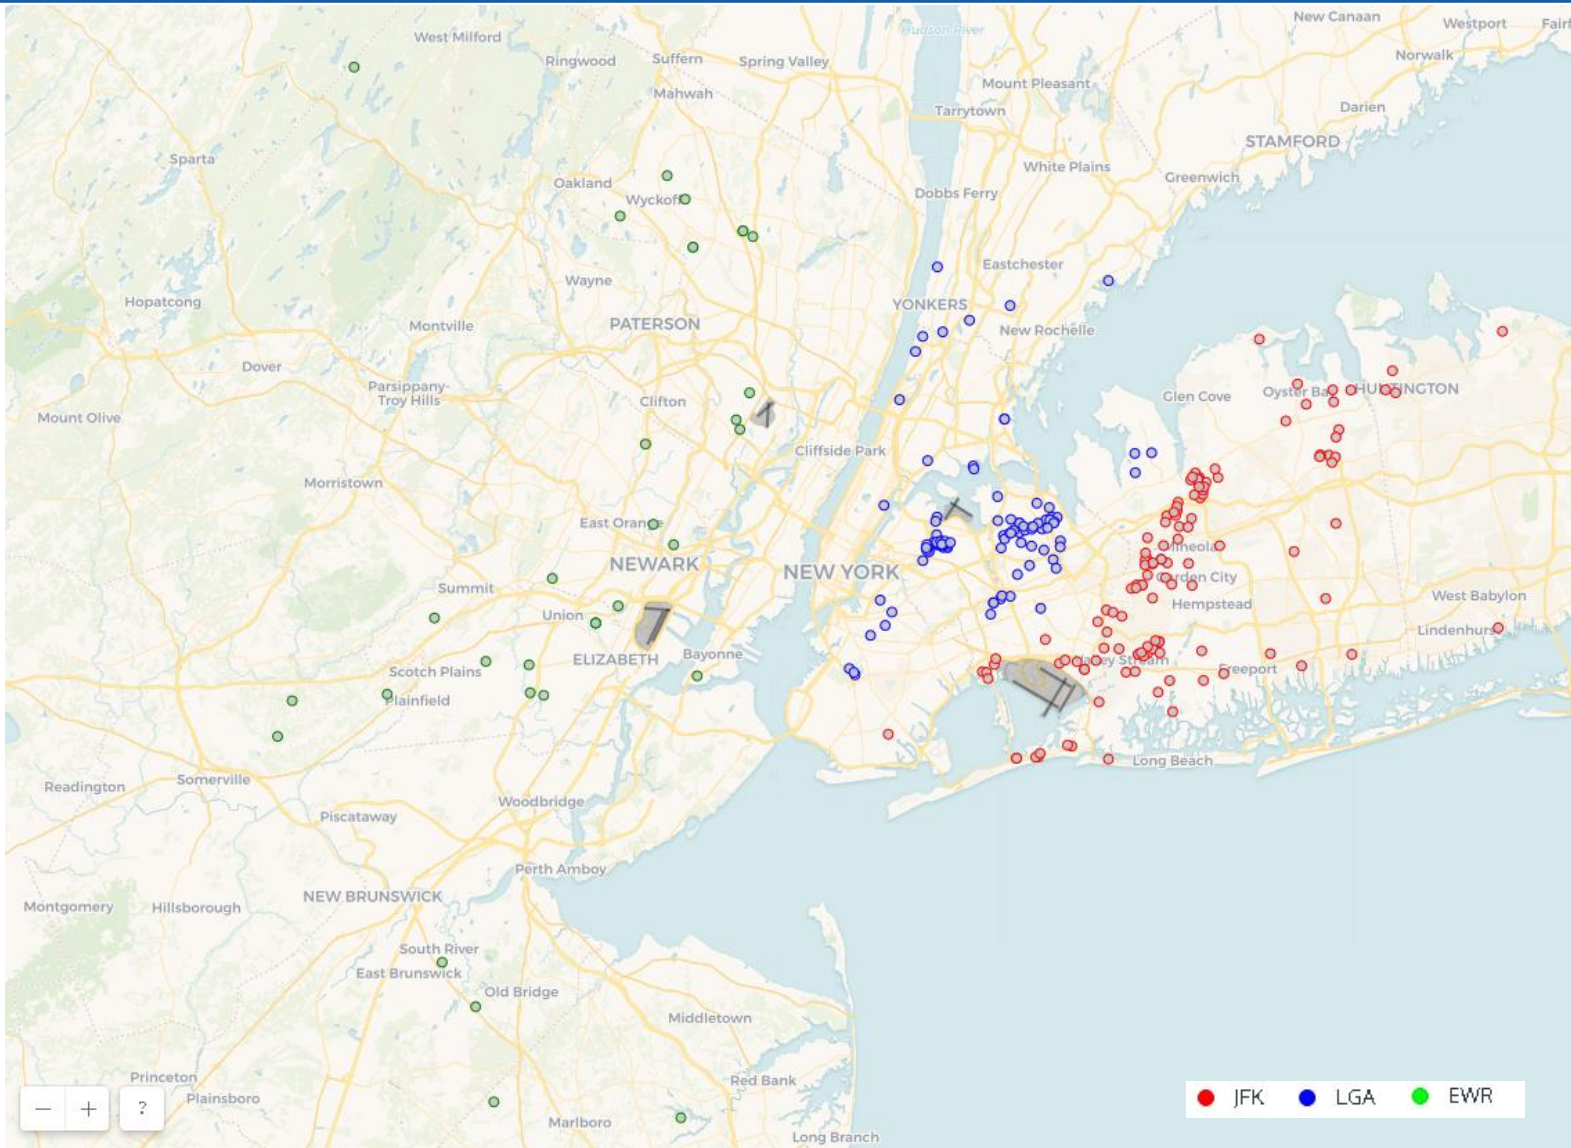 Hudson River
New Canaan
Westport
Fairf
West Milford
Ringwood
Suffern
Spring Valley
Norwalk
Mahwah
Mount Pleasant
Darien
Tarrytown
STAMFORD
Sparta
White Plains
Greenwich
Oakland
Dobbs Ferry
Wyckoff
Eastchester
Wayne
Hopatcong
YONKERS
PATERSON
Montville
New Rochelle
Dover
Parsippany-
Troy Hills
Clifton
Glen Cove
Oyster Ba
HUNTINGTON
Mount Olive
Cliffside Park
Morristown
East Orange
Mineola
NEWARK
NEW YORK
Garden City
Summit
Hempstead
West Babylon
Union
Lindenhurs
ELIZABETH
Bayonne
Valley Stream
Freeport
Scotch Plains
Plainfield
Long Beach
Somerville
Readington
Woodbridge
Piscataway
Perth Amboy
NEW BRUNSWICK
Montgomery
Hillsborough
South River
East Brunswick
Old Bridge
Middletown
Princeton
Plainsboro
Red Bank
Marlboro
Long Branch
− + ?
JFK LGA EWR